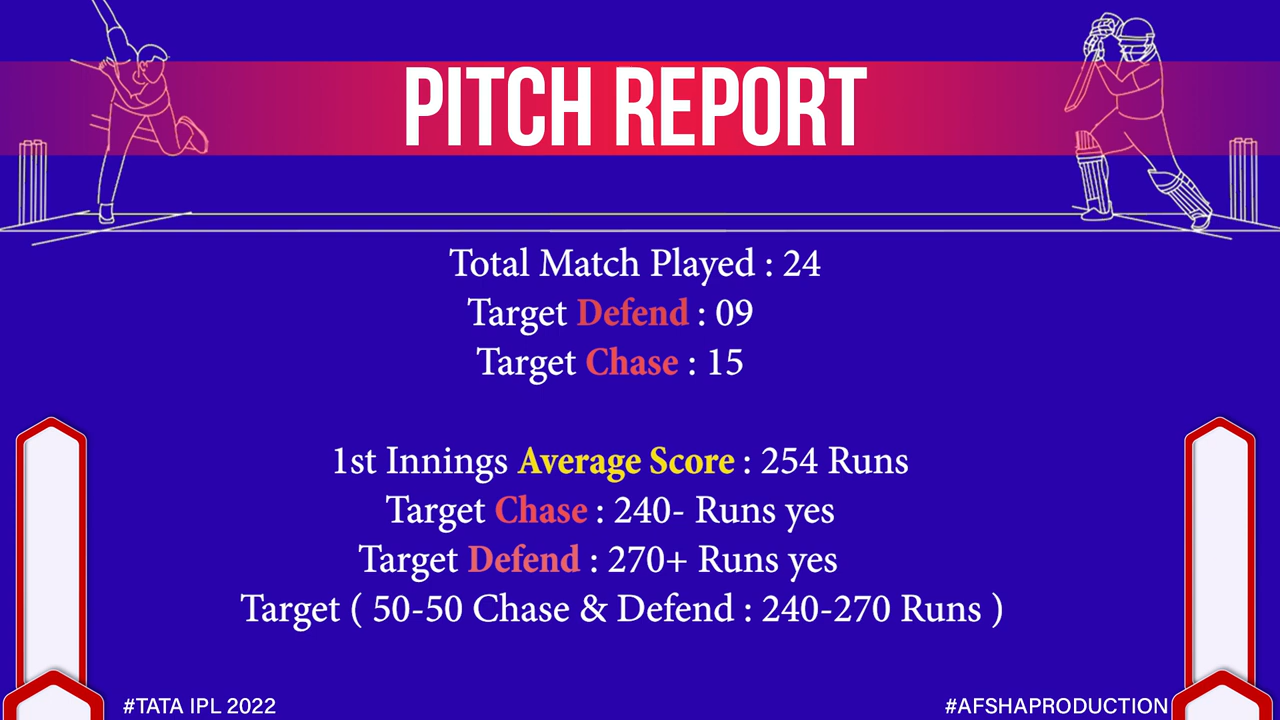 PITCH REPORT
Total Match Played : 24
Target Defend : 09
Target Chase : 15
1st Innings Average Score : 254 Runs
Target Chase : 240- Runs yes
Target Defend : 270+ Runs yes
Target ( 50-50 Chase & Defend : 240-270 Runs )
#TATA IPL 2022
#AFSHAPRODUCTION